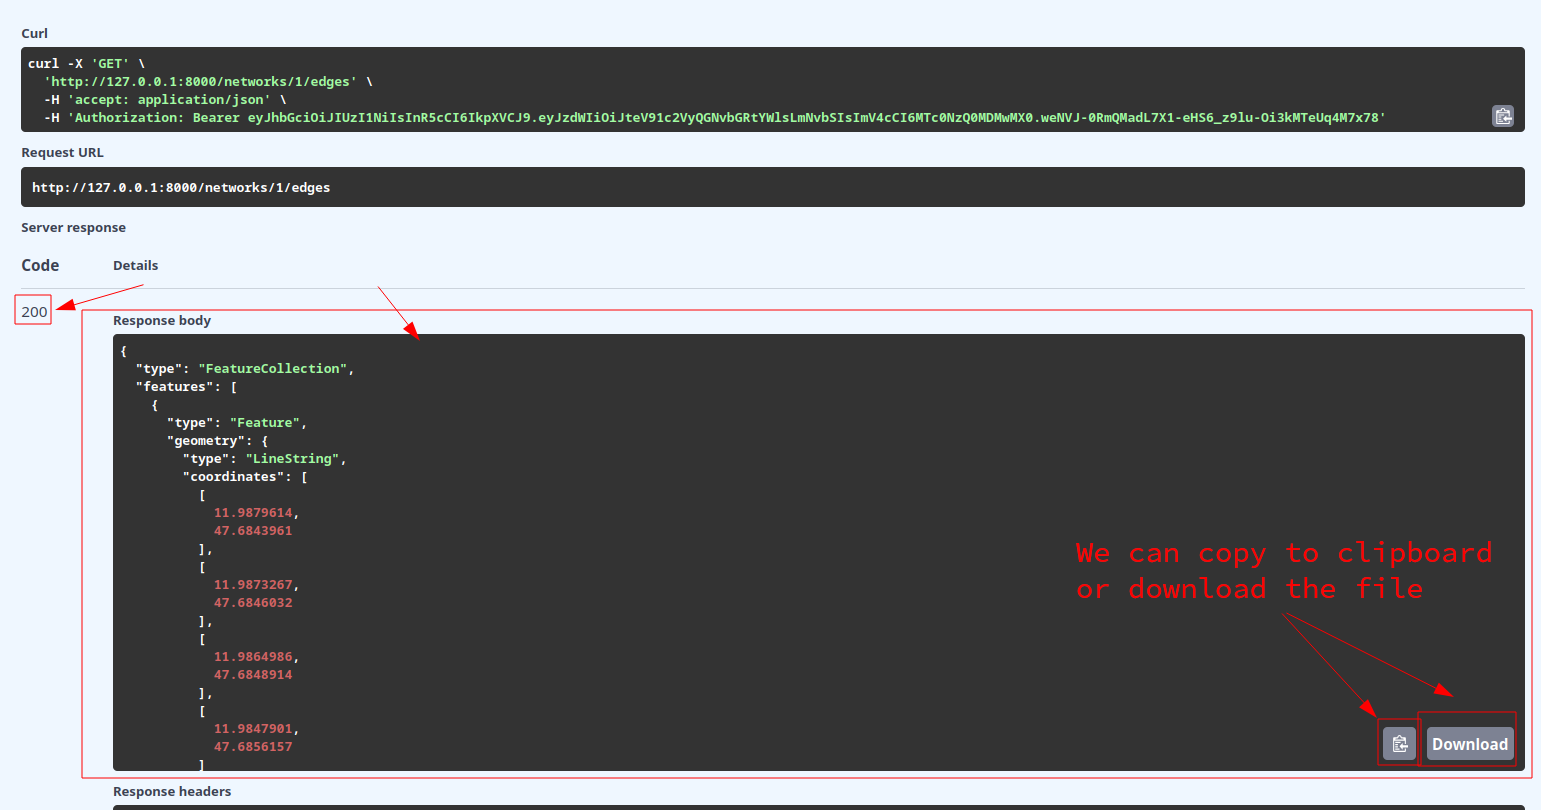 Curl
curl -X 'GET' \
'http://127.0.0.1:8000/networks/1/edges' \
-H 'accept: application/json' \
-H 'Authorization: Bearer eyJhbGciOiJIUzI1NiIsInR5cCI6IkpXVCJ9.eyJzdWIiOiJteV91c2VyQGNvbGRtYWlsLmNvbSIsImV4cCI6MTc0NzQ0MDMwMX0.weNVJ-0RmQMadL7X1-eHS6_z9lu-Oi3kMTeUq4M7x78'
Request URL
http://127.0.0.1:8000/networks/1/edges
Server response
Code Details
200
Response body
{
"type": "FeatureCollection",
"features": [
{
"type": "Feature",
"geometry": {
"type": "LineString",
"coordinates": [
[
11.9879614,
47.6843961
],
[
11.9873267,
47.6846032
],
[
11.9864986,
47.6848914
],
[
11.9847901,
47.6856157
]
We can copy to clipboard
or download the file
Download
Response headers